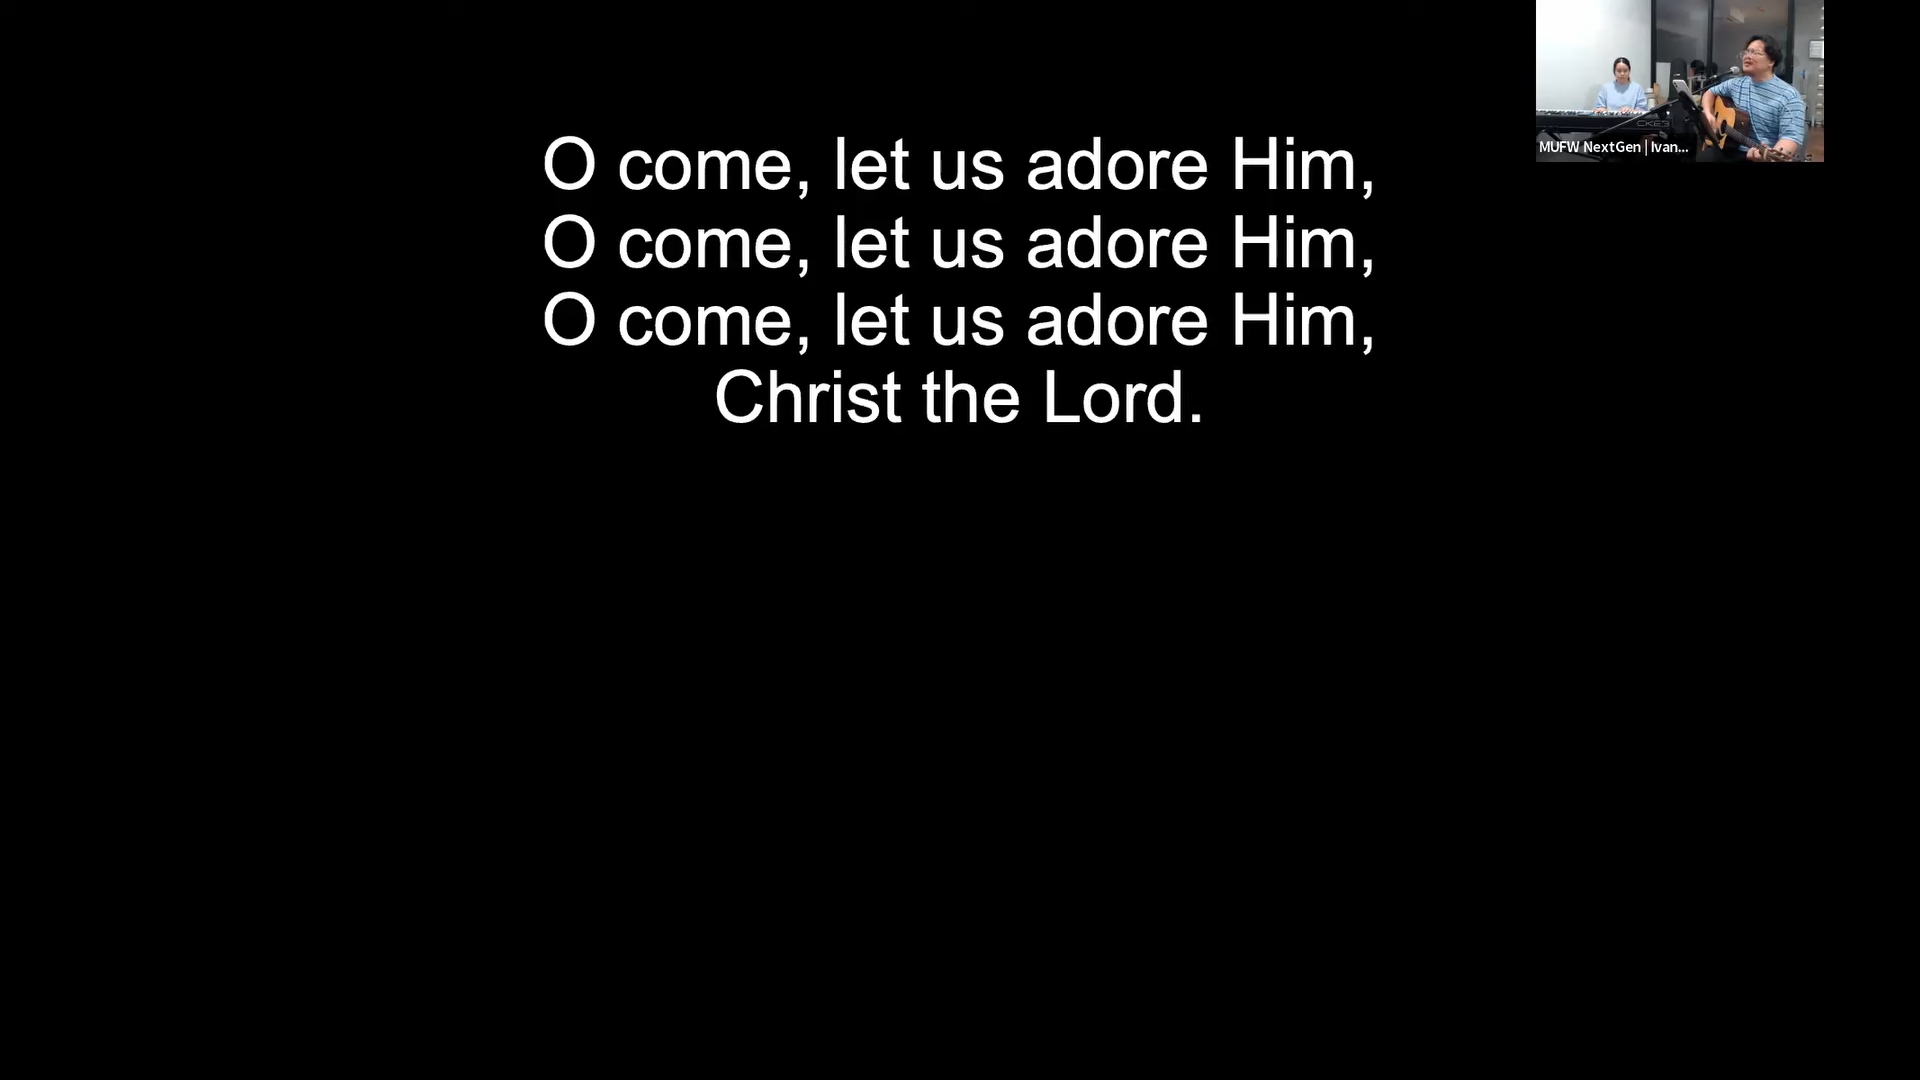 O come, let us adore Him,
O come, let us adore Him,
O come, let us adore Him,
Christ the Lord.
MUFW NextGen | Ivan...